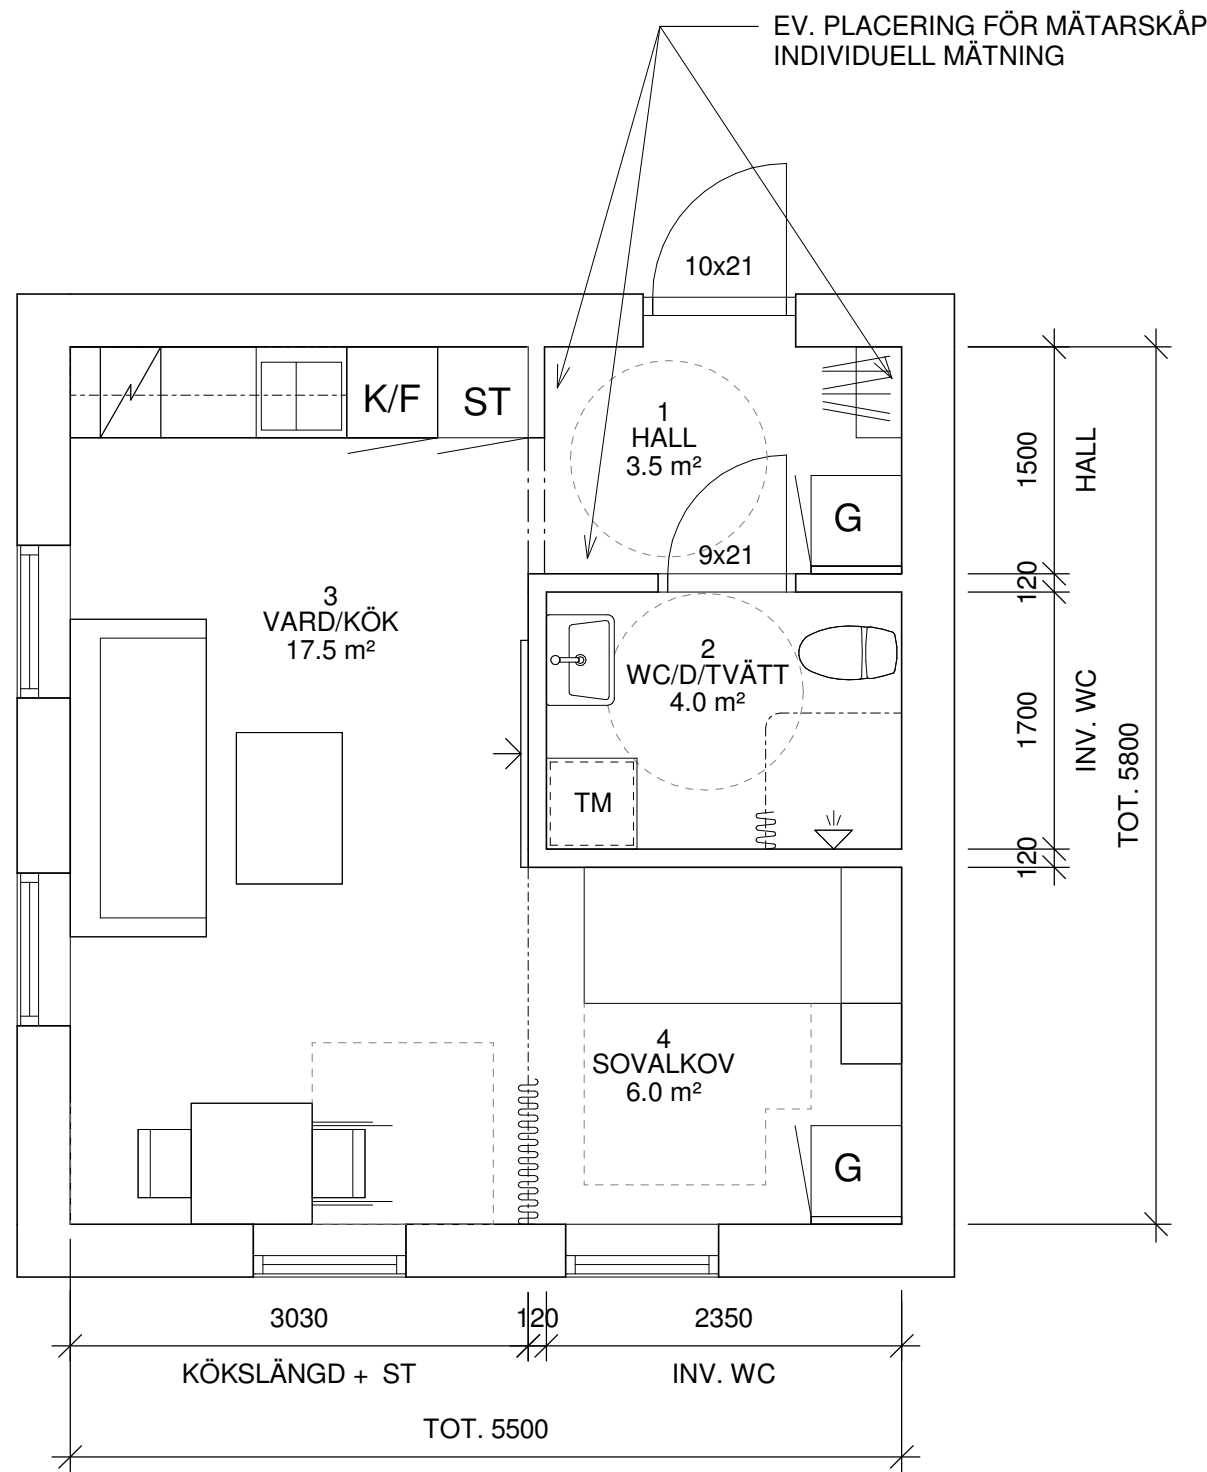 EV. PLACERING FÖR MÄTARSKÅP
INDIVIDUELL MÄTNING
10x21
K/F
ST
1
HALL
3.5 m²
G
9x21
3
VARD/KÖK
17.5 m²
2
WC/D/TVÄTT
4.0 m²
TM
4
SOVALKOV
6.0 m²
G
1500
HALL
120
1700
INV. WC
120
TOT. 5800
3030
120
2350
KÖKSLÄNGD + ST
INV. WC
TOT. 5500